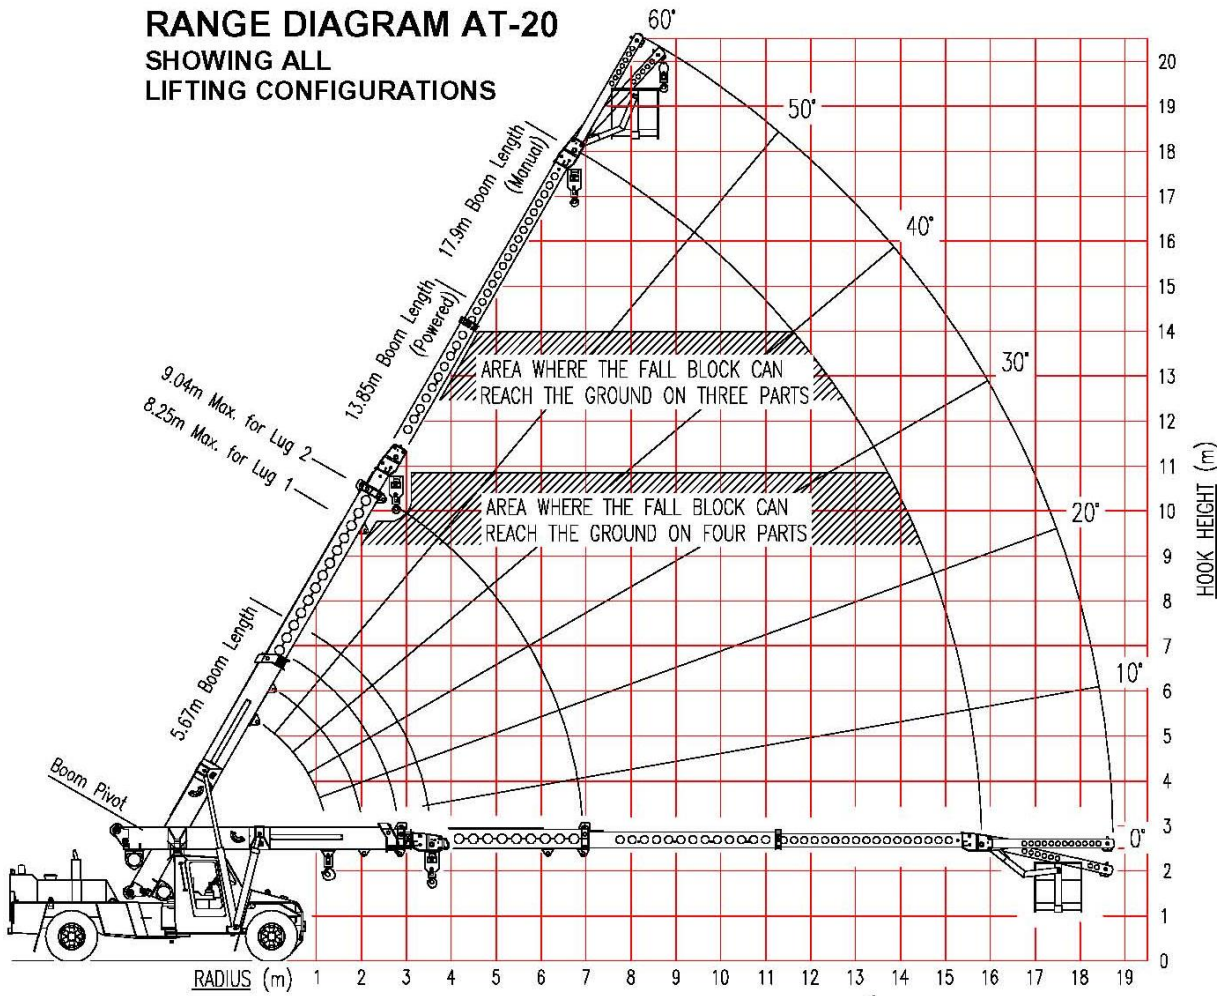 RANGE DIAGRAM AT-20
SHOWING ALL
LIFTING CONFIGURATIONS
60°
50°
40°
30°
20°
10°
0°
17.9m Boom Length
(Manual)
13.85m Boom Length
(Powered)
9.04m Max. for Lug 2
8.25m Max. for Lug 1
5.67m Boom Length
Boom Pivot
AREA WHERE THE FALL BLOCK CAN
REACH THE GROUND ON THREE PARTS
AREA WHERE THE FALL BLOCK CAN
REACH THE GROUND ON FOUR PARTS
20
19
18
17
16
15
14
13
12
11
10
9
8
7
6
5
4
3
2
1
0
HOOK HEIGHT (m)
RADIUS (m) 1 2 3 4 5 6 7 8 9 10 11 12 13 14 15 16 17 18 19